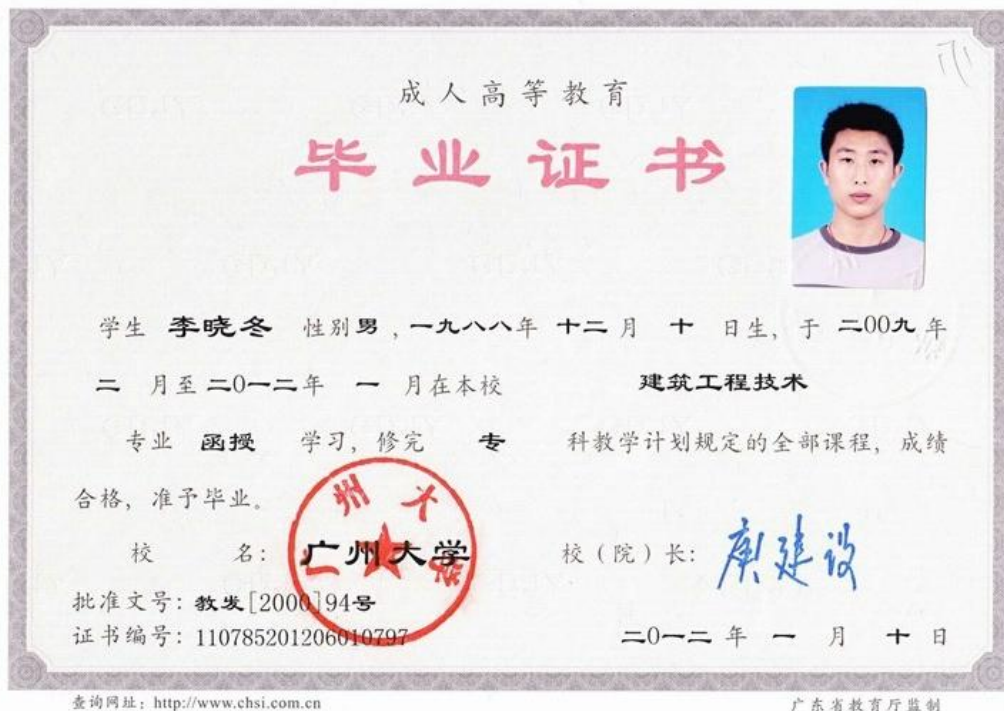 成人高等教育
毕业证书
学生 李晓冬 性别男，一九八八年 十二月 十 日生，于 二00九年
二 月至二0一二年 一 月在本校 建筑工程技术
专业 函授 学习，修完 专 科教学计划规定的全部课程，成绩
合格，准予毕业。
校 名：广州大学 校（院）长：庾建设
广州大学
批准文号：教发[2000]94号
证书编号：110785201206010797 二0一二年 一 月 十 日
查询网址：http://www.chsi.com.cn 广东省教育厅监制